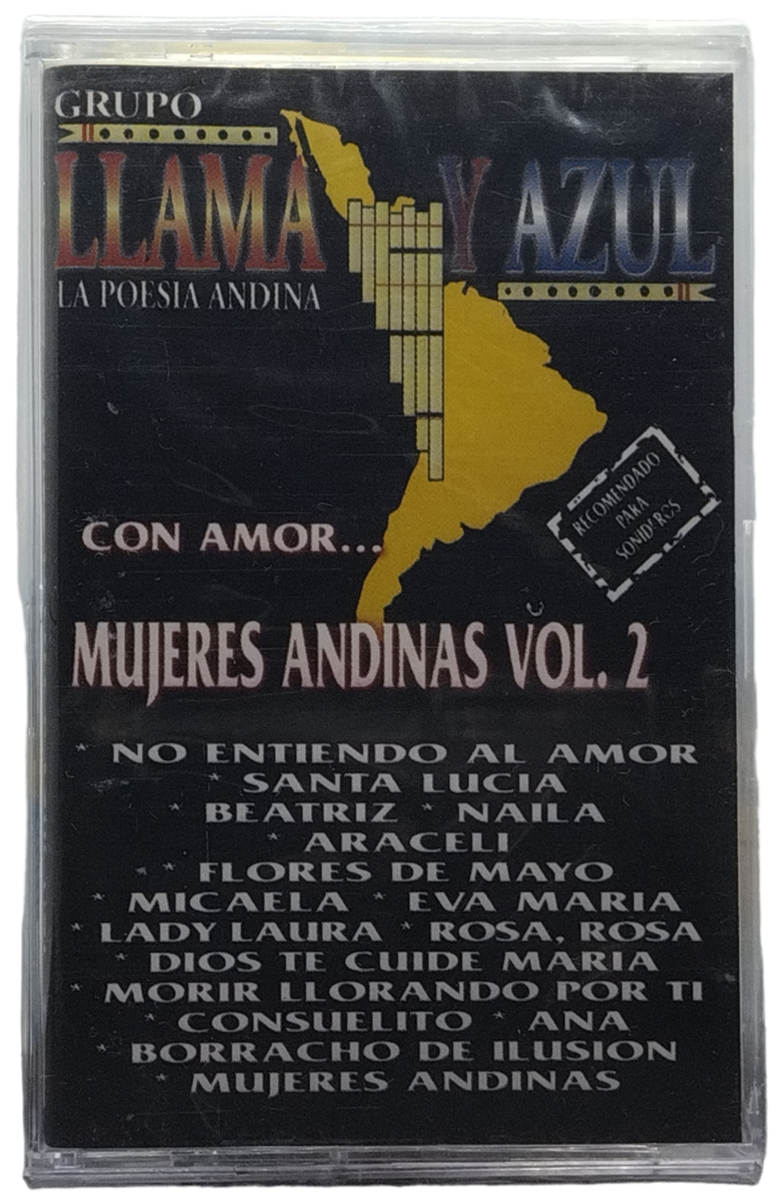 GRUPO
LLAMA Y AZUL
LA POESIA ANDINA
RECOMENDADO
PARA
SONIDEROS
CON AMOR...
MUJERES ANDINAS VOL. 2
* NO ENTIENDO AL AMOR
* SANTA LUCIA
* BEATRIZ * NAILA
* ARACELI
* FLORES DE MAYO
* MICAELA * EVA MARIA
* LADY LAURA * ROSA, ROSA
* DIOS TE CUIDE MARIA
* MORIR LLORANDO POR TI
* CONSUELITO * ANA
* BORRACHO DE ILUSION
* MUJERES ANDINAS